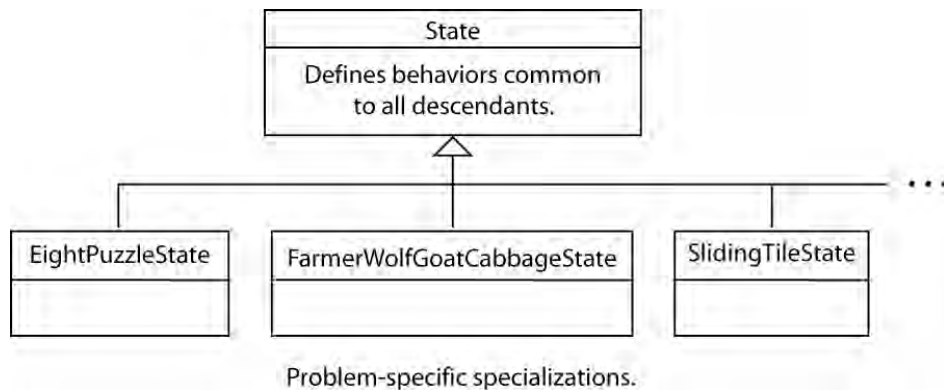 State
Defines behaviors common
to all descendants.
...
EightPuzzleState
FarmerWolfGoatCabbageState
SlidingTileState
Problem-specific specializations.